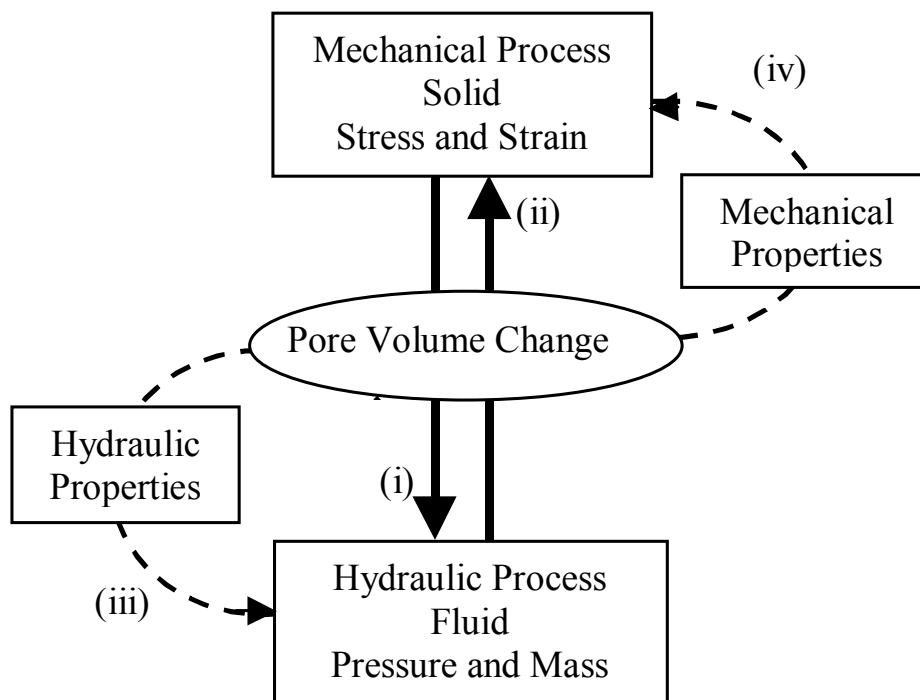 Mechanical Process
Solid
Stress and Strain
(iv)
(ii)
Mechanical
Properties
Pore Volume Change
Hydraulic
Properties
(i)
(iii)
Hydraulic Process
Fluid
Pressure and Mass